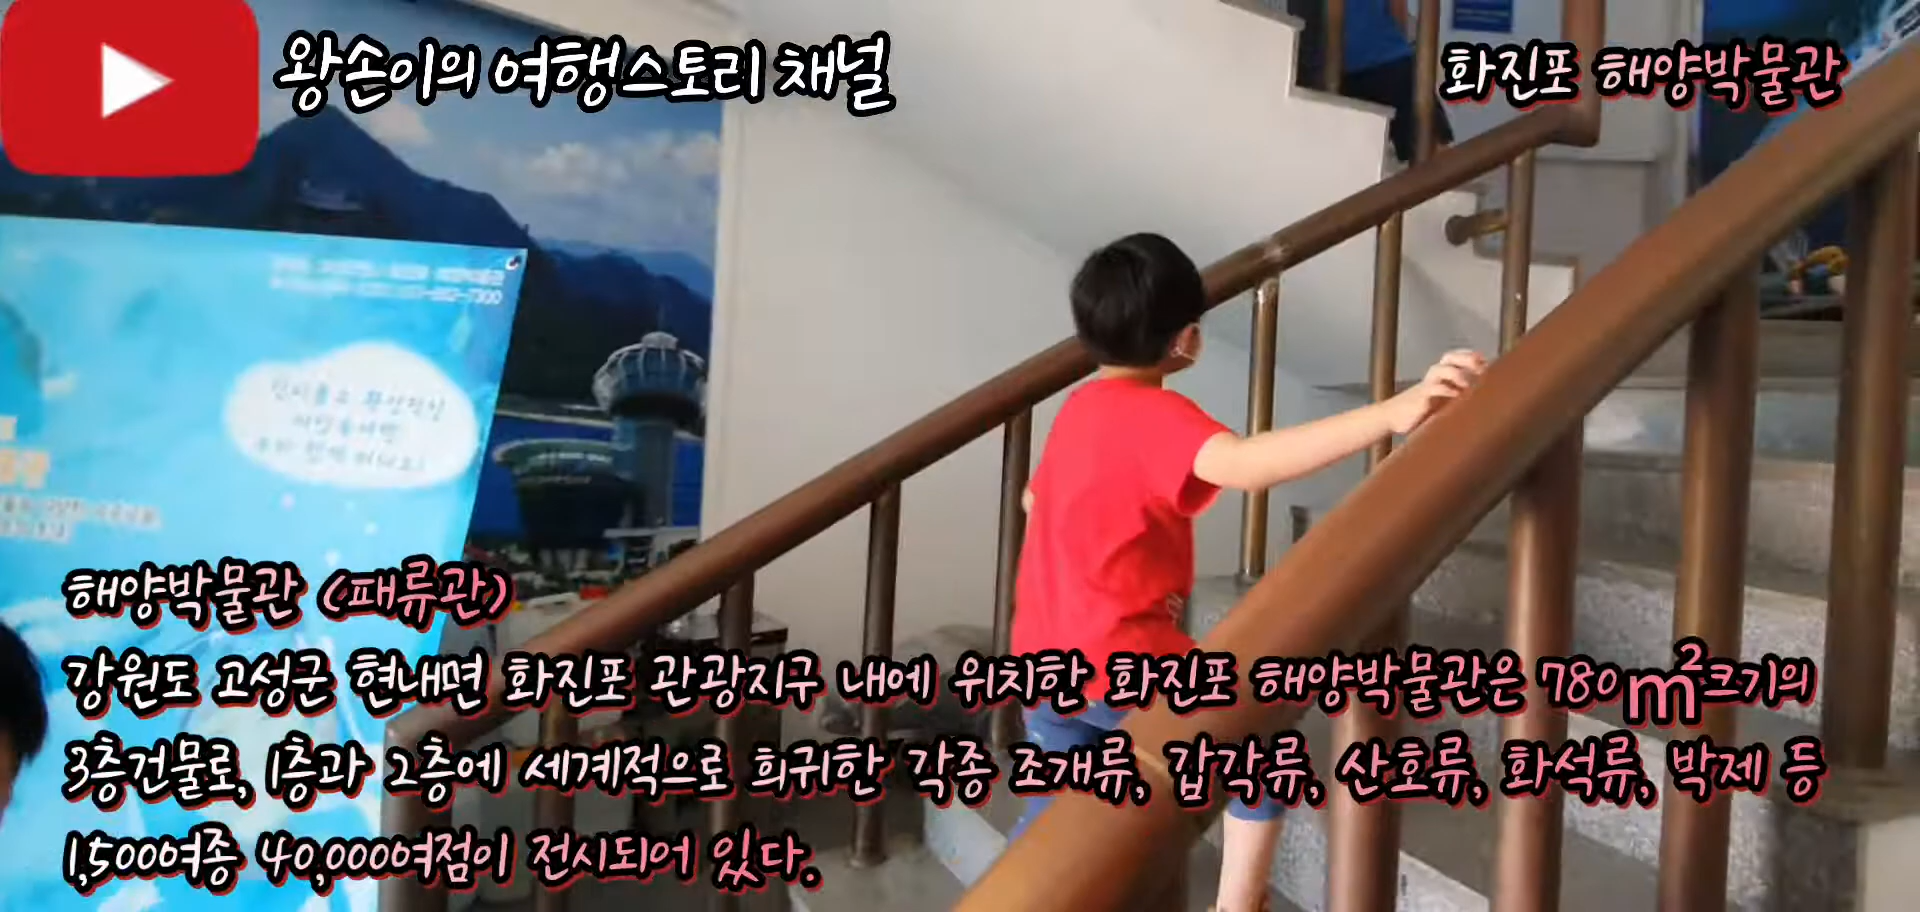 왕손이의 여행스토리 채널
화진포 해양박물관
해양박물관 (패류관)
강원도 고성군 현내면 화진포 관광지구 내에 위치한 화진포 해양박물관은 780㎡크기의
3층건물로, 1층과 2층에 세계적으로 희귀한 각종 조개류, 갑각류, 산호류, 화석류, 박제 등
1,500여종 40,000여점이 전시되어 있다.